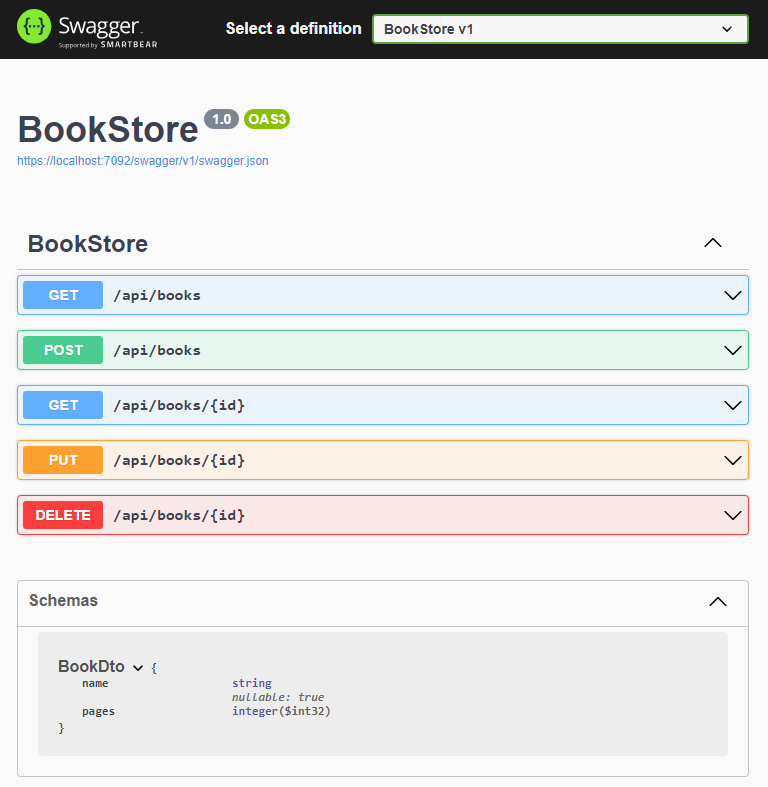 Swagger
Supported by SMARTBEAR
Select a definition
BookStore v1
BookStore 1.0 OAS3
https://localhost:7092/swagger/v1/swagger.json
BookStore
GET /api/books
POST /api/books
GET /api/books/{id}
PUT /api/books/{id}
DELETE /api/books/{id}
Schemas
BookDto {
name string
nullable: true
pages integer($int32)
}